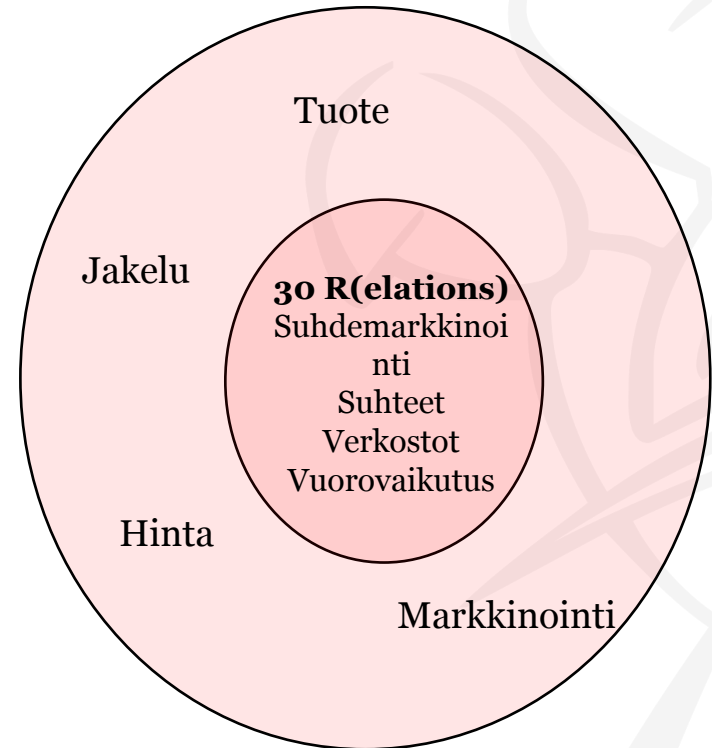 Tuote
Jakelu
30 R(elations)
Suhdemarkkinoi
nti
Suhteet
Verkostot
Vuorovaikutus
Hinta
Markkinointi